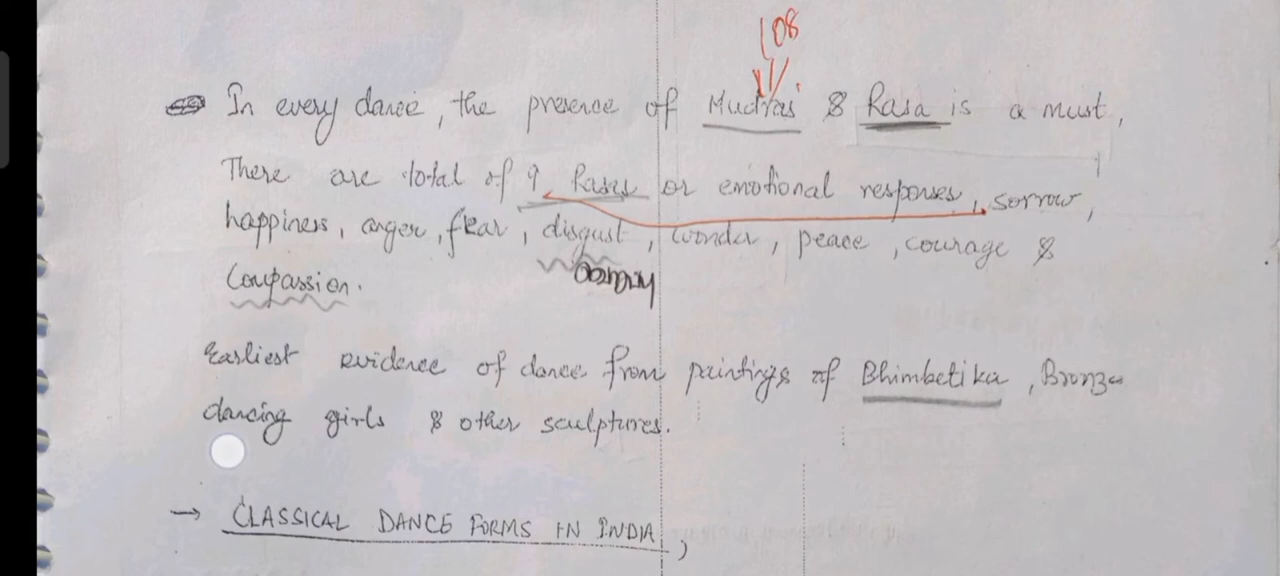 108
In every dance, the presence of Mudras & Rasa is a must,
There are total of 9 Rasas or emotional responses, sorrow,
happiness, anger, fear, disgust, wonder, peace, courage &
Compassion.
Earliest evidence of dance from paintings of Bhimbetika, Bronze
dancing girls & other sculptures.
→ CLASSICAL DANCE FORMS IN INDIA,